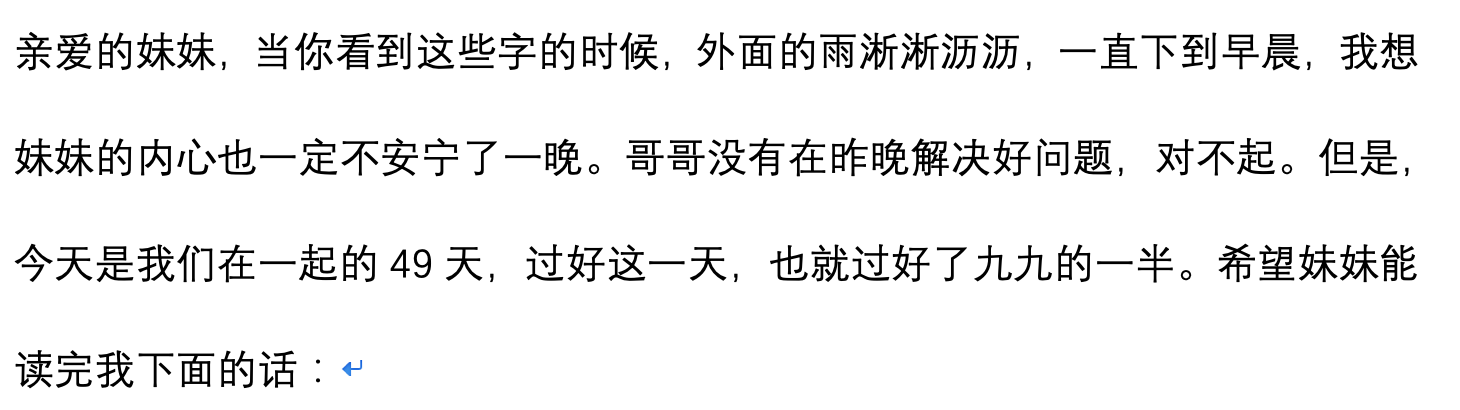 亲爱的妹妹，当你看到这些字的时候，外面的雨淅淅沥沥，一直下到早晨，我想
妹妹的内心也一定不安宁了一晚。哥哥没有在昨晚解决好问题，对不起。但是，
今天是我们在一起的 49 天，过好这一天，也就过好了九九的一半。希望妹妹能
读完我下面的话：